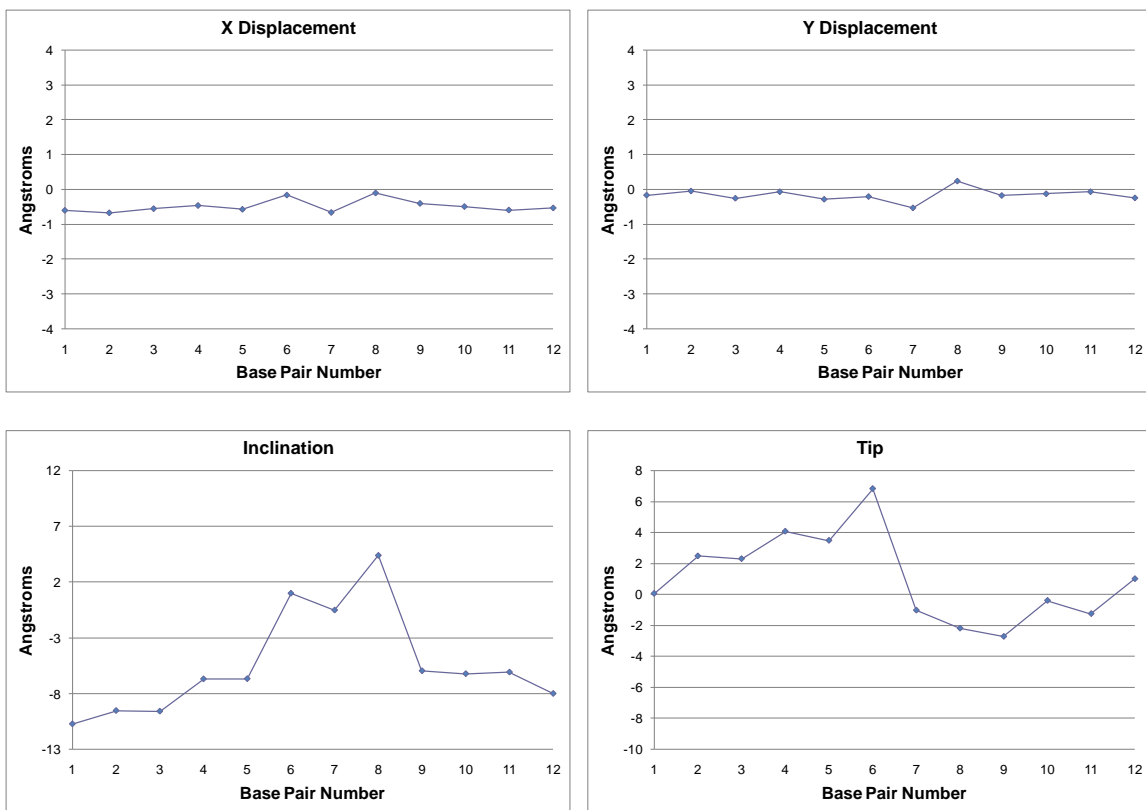 X Displacement
4
3
2
1
0
-1
-2
-3
-4
Angstroms
1 2 3 4 5 6 7 8 9 10 11 12
Base Pair Number
Y Displacement
4
3
2
1
0
-1
-2
-3
-4
Angstroms
1 2 3 4 5 6 7 8 9 10 11 12
Base Pair Number
Inclination
12
7
2
-3
-8
-13
Angstroms
1 2 3 4 5 6 7 8 9 10 11 12
Base Pair Number
Tip
8
6
4
2
0
-2
-4
-6
-8
-10
Angstroms
1 2 3 4 5 6 7 8 9 10 11 12
Base Pair Number